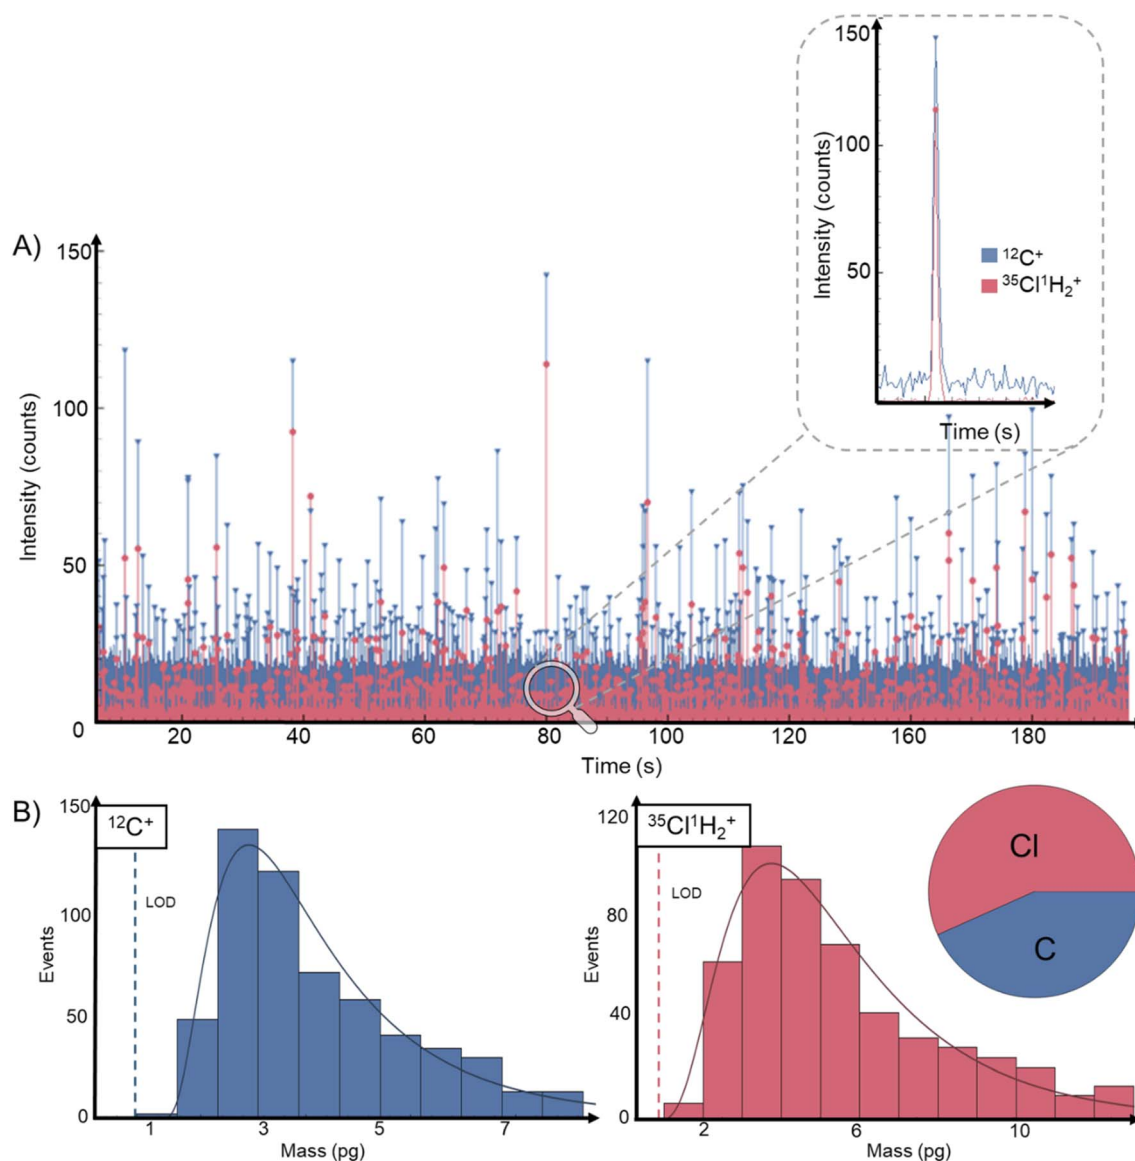 150
100
50
Intensity (counts)
¹²C⁺
³⁵Cl¹H₂⁺
Time (s)
A)
150
100
50
0
Intensity (counts)
20
40
60
80
100
120
140
160
180
Time (s)
B)
150
100
50
0
Events
¹²C⁺
LOD
1
3
5
7
Mass (pg)
120
80
40
0
Events
³⁵Cl¹H₂⁺
LOD
2
6
10
Mass (pg)
Cl
C